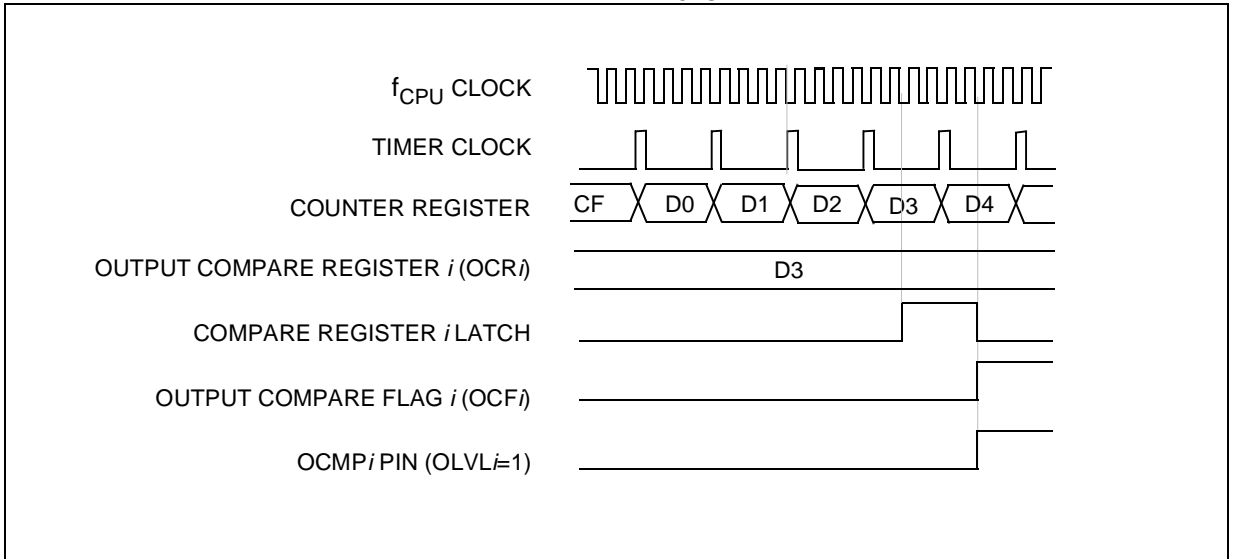 fCPU CLOCK
TIMER CLOCK
COUNTER REGISTER CF D0 D1 D2 D3 D4
OUTPUT COMPARE REGISTER i (OCRi) D3
COMPARE REGISTER i LATCH
OUTPUT COMPARE FLAG i (OCFi)
OCMPi PIN (OLVLi=1)